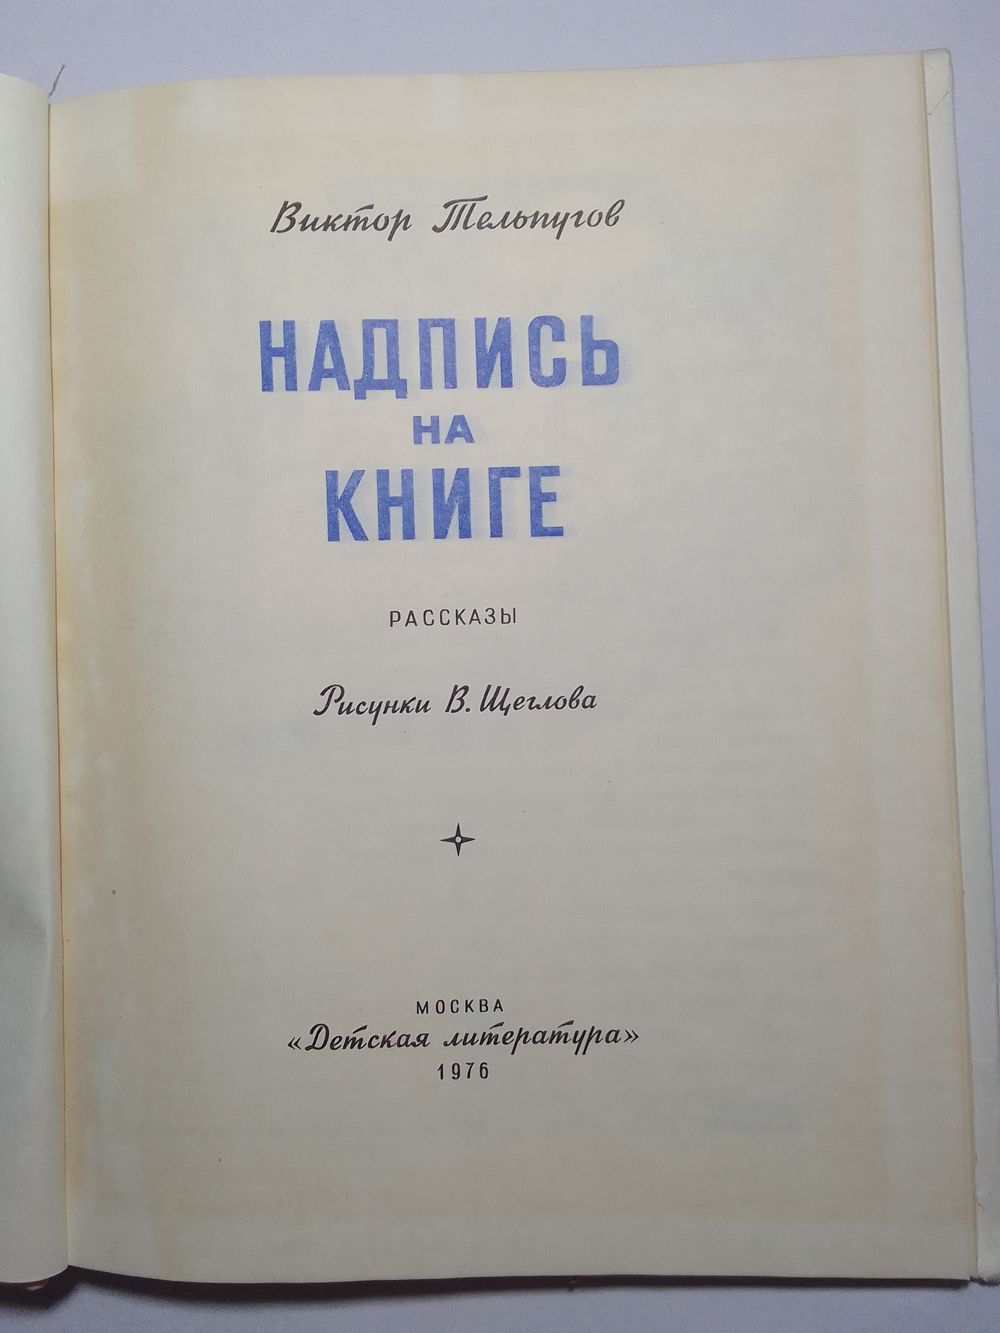 Виктор Тельпугов
НАДПИСЬ
НА
КНИГЕ
РАССКАЗЫ
Рисунки В. Щеглова
МОСКВА
«Детская литература»
1976